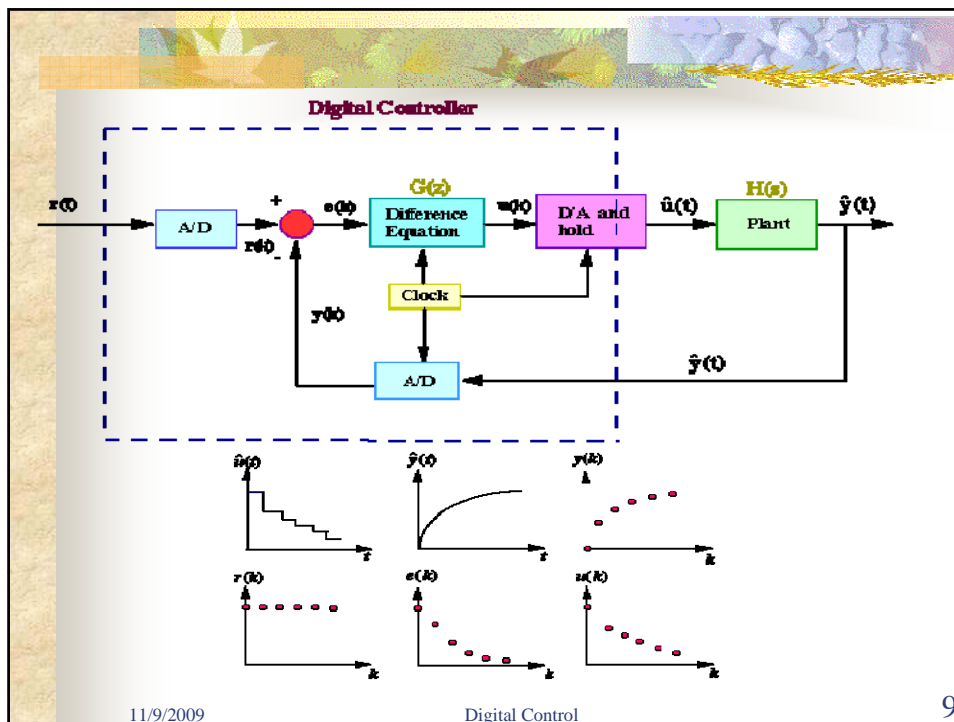 Digital Controller
G(z)
H(s)
r(t)
+
e(k)
u(k)
û(t)
ŷ(t)
A/D
Difference
Equation
D/A and
hold
Plant
r(k)
-
Clock
y(k)
A/D
ŷ(t)
û(t)
ŷ(t)
y(k)
t
t
k
r(k)
e(k)
u(k)
k
k
k
11/9/2009
Digital Control
9